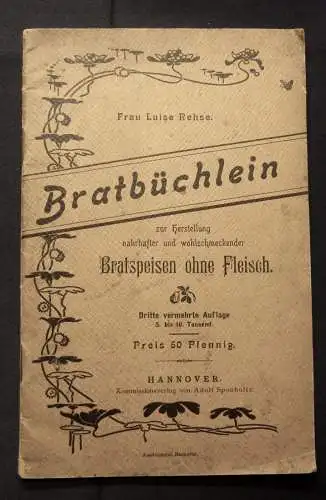 Frau Luise Rehse.
Bratbüchlein
zur Herstellung
nahrhafter und wohlschmeckender
Bratspeisen ohne Fleisch.
Dritte vermehrte Auflage
5. bis 10. Tausend.
Preis 50 Pfennig.
HANNOVER.
Kommissionsverlag von Adolf Sponholtz.